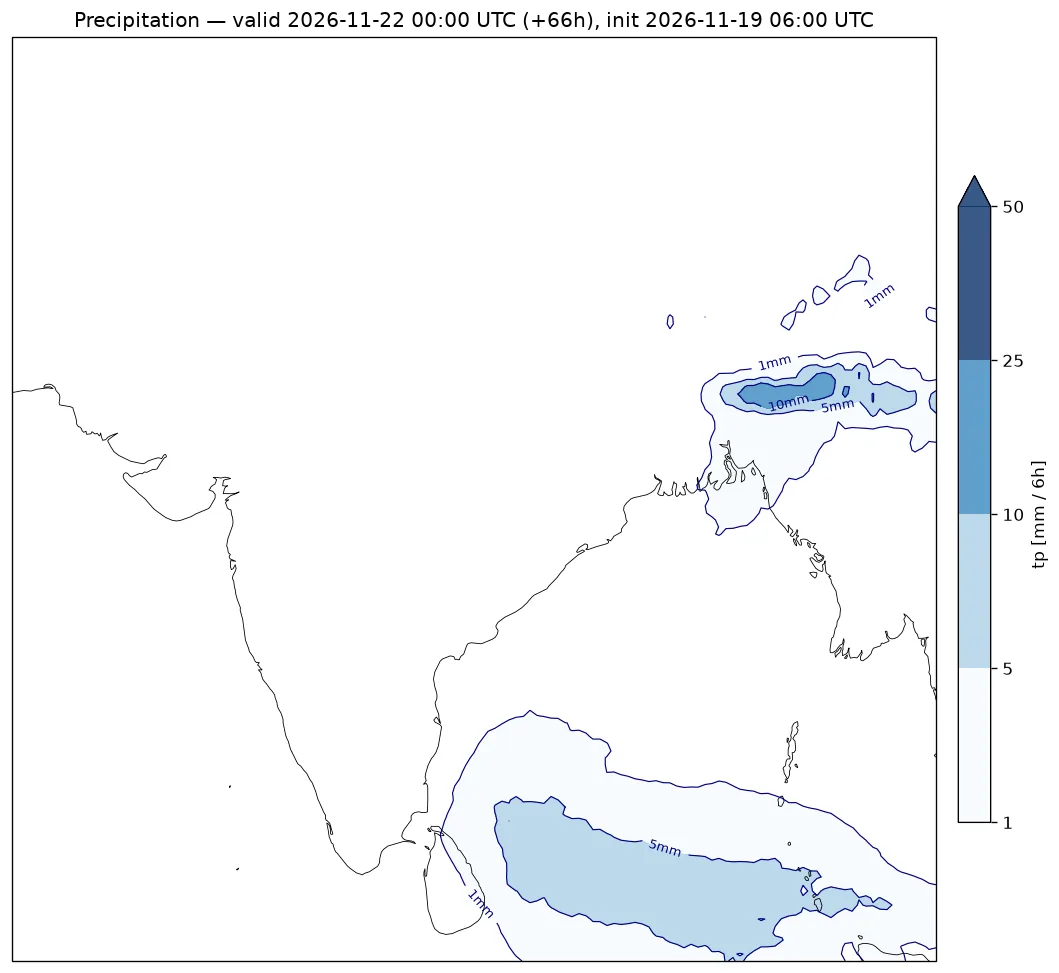 Precipitation — valid 2026-11-22 00:00 UTC (+66h), init 2026-11-19 06:00 UTC
50
1mm
1mm
25
10mm
5mm
10
tp [mm / 6h]
5
5mm
1
1mm